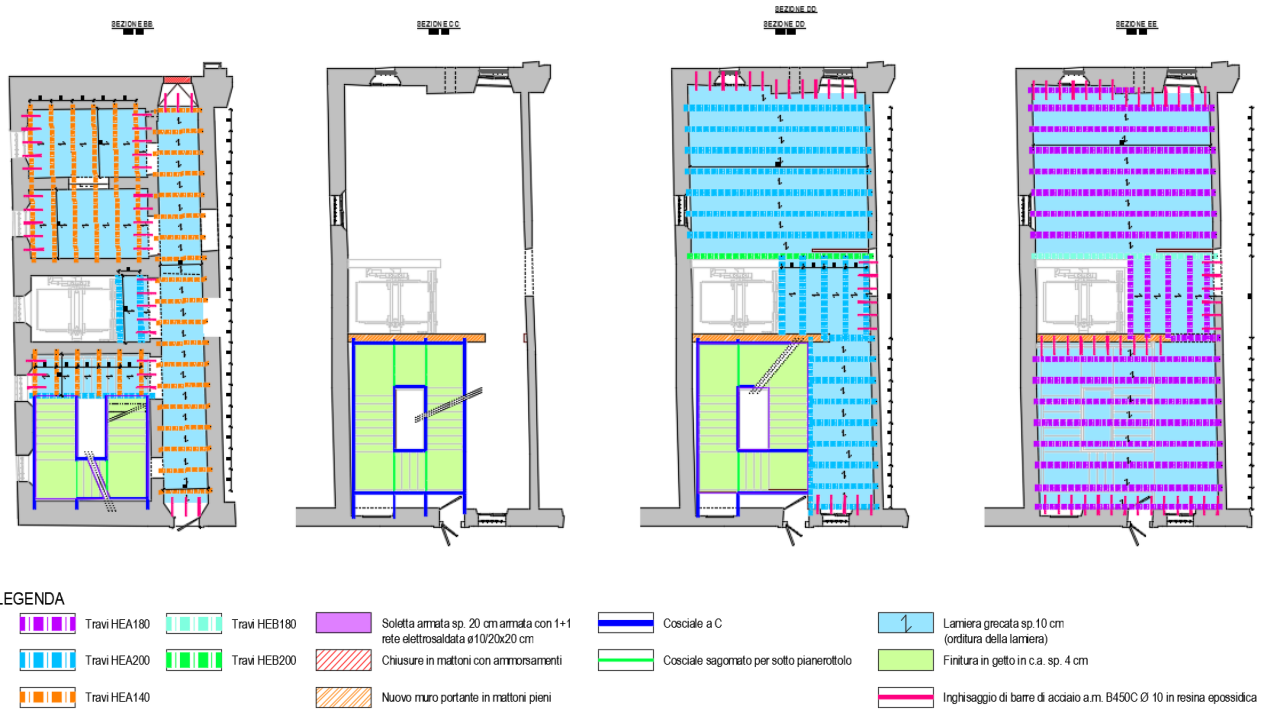 SEZIONE DD
SEZIONE BB
SEZIONE CC
SEZIONE DD
SEZIONE EE
LEGENDA
Travi HEA180
Travi HEB180
Soletta armata sp. 20 cm armata con 1+1
rete elettrosaldata ø10/20x20 cm
Cosciale a C
Lamiera grecata sp.10 cm
(orditura della lamiera)
Travi HEA200
Travi HEB200
Chiusure in mattoni con ammorsamenti
Cosciale sagomato per sotto pianerottolo
Finitura in getto in c.a. sp. 4 cm
Travi HEA140
Nuovo muro portante in mattoni pieni
Inghisaggio di barre di acciaio a.m. B450C Ø 10 in resina epossidica